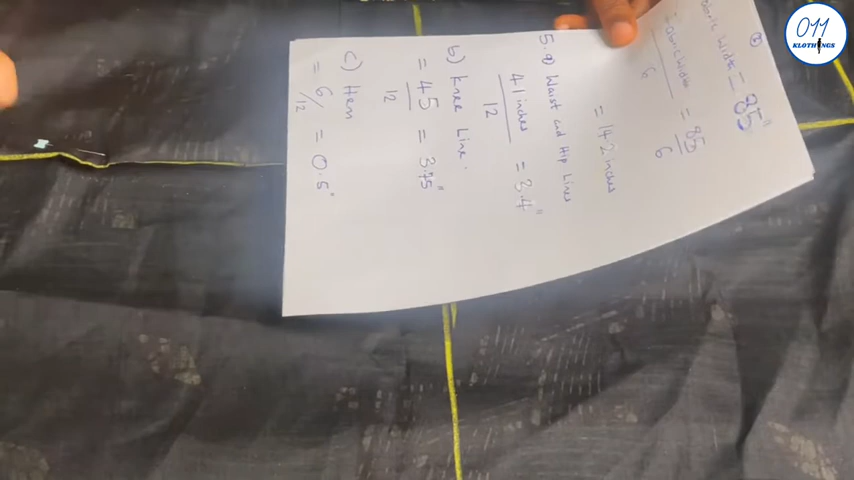 011
KLOTHINGS
Fabric Width = 85"
Fabric Width / 6 = 85 / 6
= 14.2 inches
5. a) Waist and Hip Lines
41 inches / 12 = 3.4"
b) Knee Line.
= 45 / 12 = 3.75"
c) Hem
= 6/12 = 0.5"